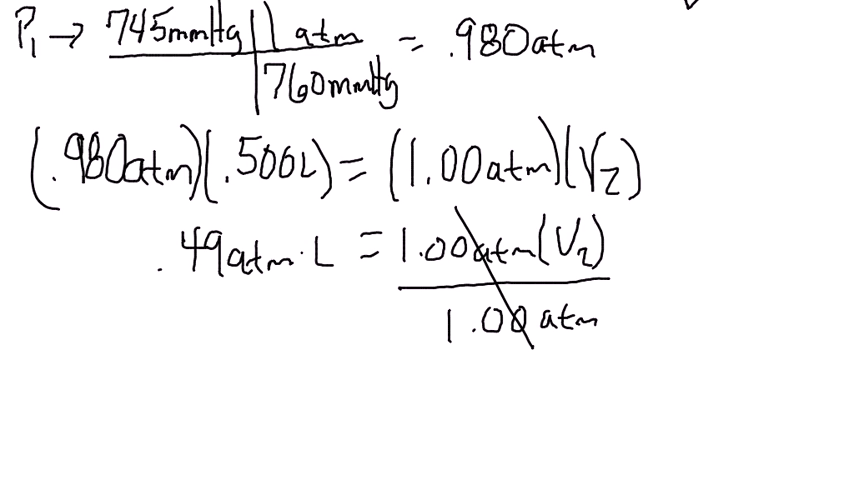 P₁ → 745mmHg | 1 atm = .980atm
760mmHg
(.980atm)(.500L) = (1.00atm)(V₂)
.49atm·L = 1.00atm(V₂)
1.00 atm